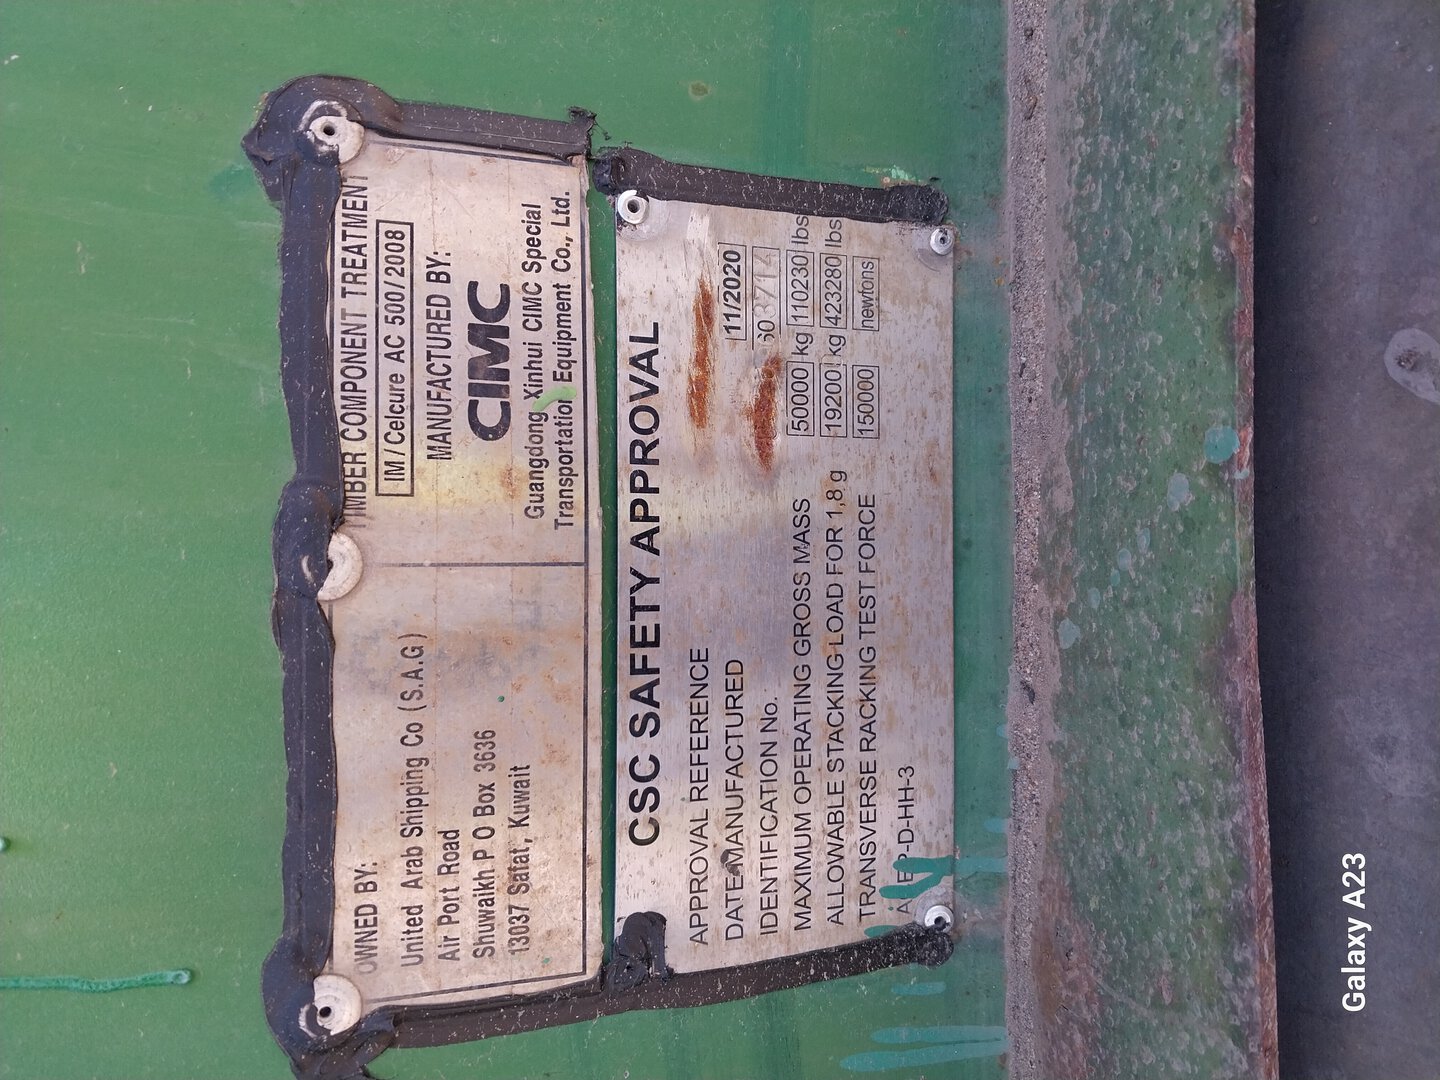 OWNED BY:
United Arab Shipping Co (S.A.G)
Air Port Road
Shuwaikh P O Box 3636
13037 Safat, Kuwait
TIMBER COMPONENT TREATMENT
IM/Celcure AC 500/2008
MANUFACTURED BY:
CIMC
Guangdong Xinhui CIMC Special
Transportation Equipment Co., Ltd.
CSC SAFETY APPROVAL
APPROVAL REFERENCE
DATE MANUFACTURED 11/2020
IDENTIFICATION No.
MAXIMUM OPERATING GROSS MASS 50000 kg 110230 lbs
ALLOWABLE STACKING LOAD FOR 1,8 g 19200 kg 423280 lbs
TRANSVERSE RACKING TEST FORCE 150000 newtons
Galaxy A23